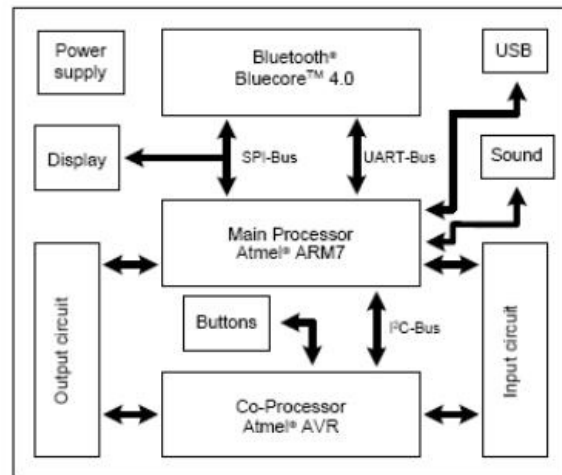 Power
supply
Bluetooth®
Bluecore™ 4.0
USB
Display
SPI-Bus
UART-Bus
Sound
Main Processor
Atmel® ARM7
Output circuit
Buttons
I²C-Bus
Input circuit
Co-Processor
Atmel® AVR